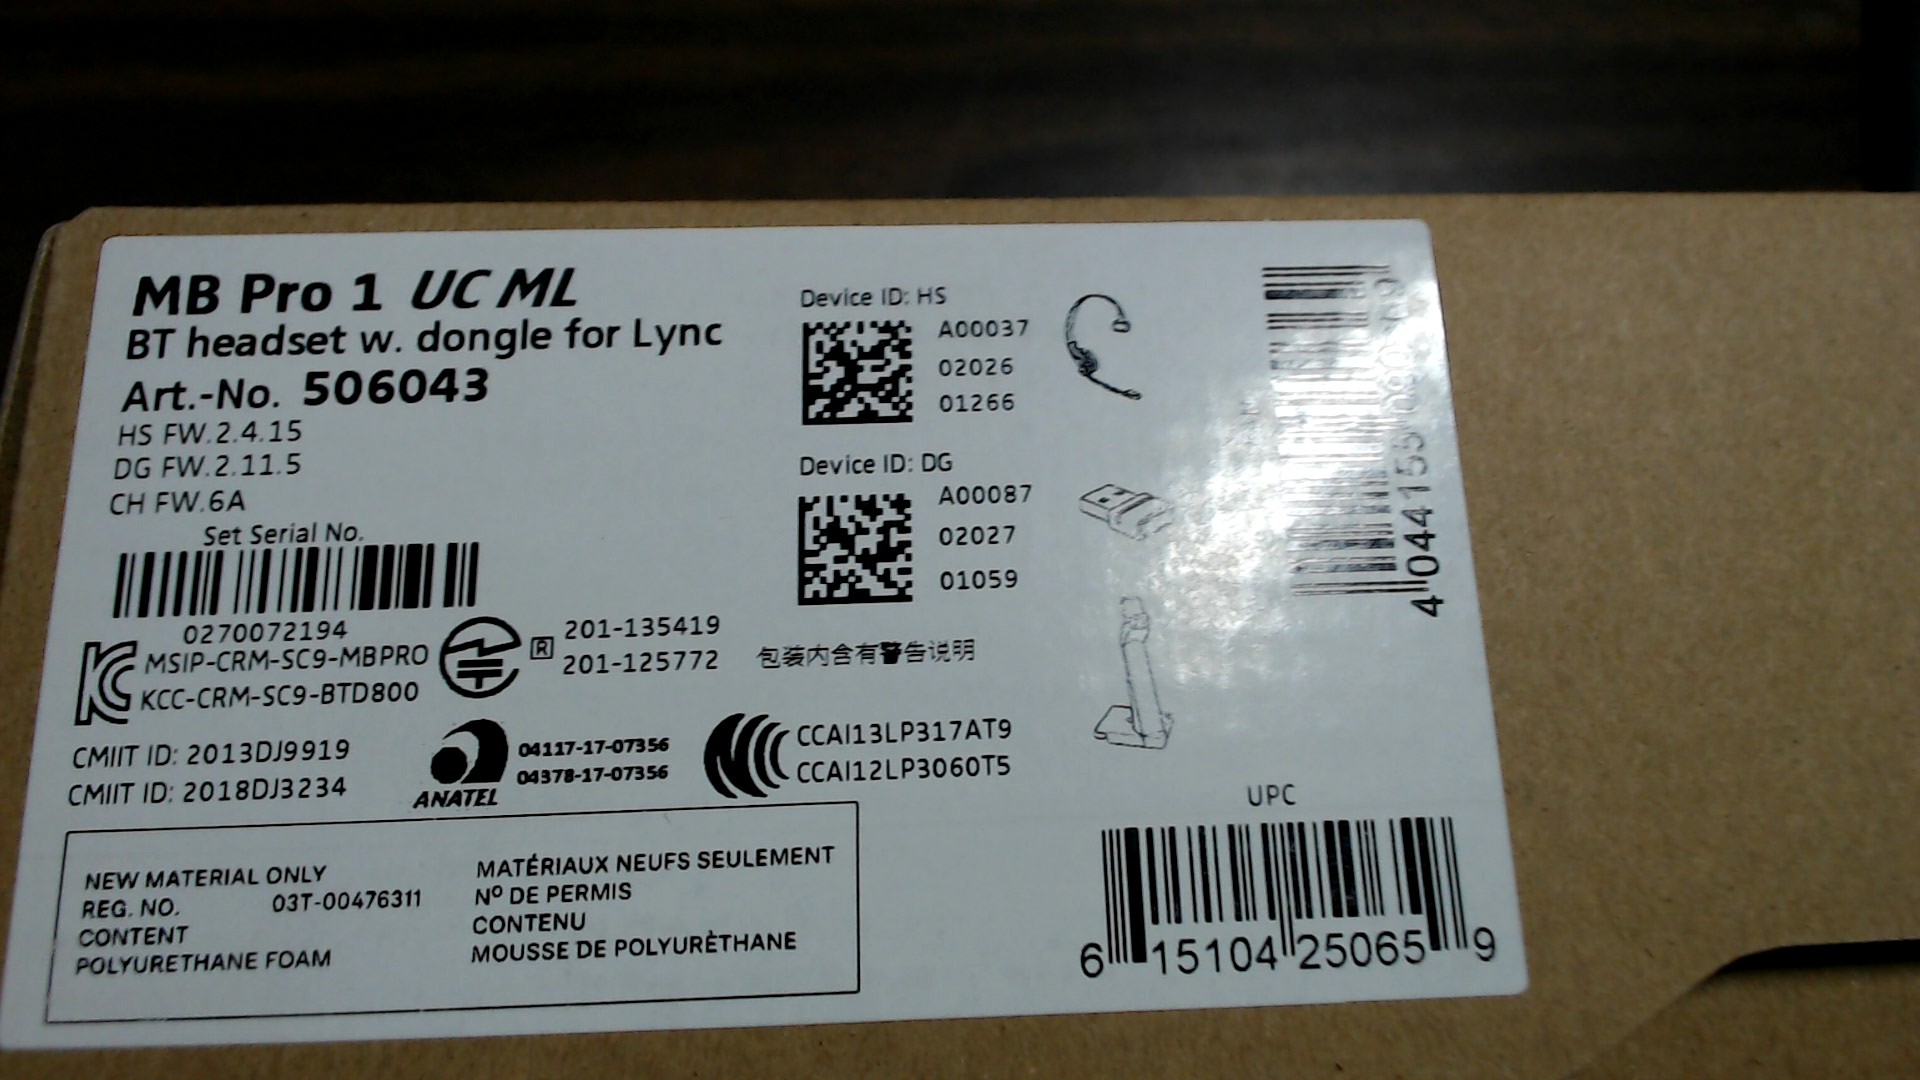 MB Pro 1 UC ML
BT headset w. dongle for Lync
Art.-No. 506043
HS FW.2.4.15
DG FW.2.11.5
CH FW.6A
Set Serial No.
0270072194
MSIP-CRM-SC9-MBPRO
KCC-CRM-SC9-BTD800
R 201-135419
201-125772
包装内含有警告说明
CMIIT ID: 2013DJ9919
CMIIT ID: 2018DJ3234
ANATEL
04117-17-07356
04378-17-07356
CCAI13LP317AT9
CCAI12LP3060T5
NEW MATERIAL ONLY
REG. NO. 03T-00476311
CONTENT
POLYURETHANE FOAM
MATÉRIAUX NEUFS SEULEMENT
Nº DE PERMIS
CONTENU
MOUSSE DE POLYURÈTHANE
Device ID: HS
A00037
02026
01266
Device ID: DG
A00087
02027
01059
UPC
6 15104 25065 9